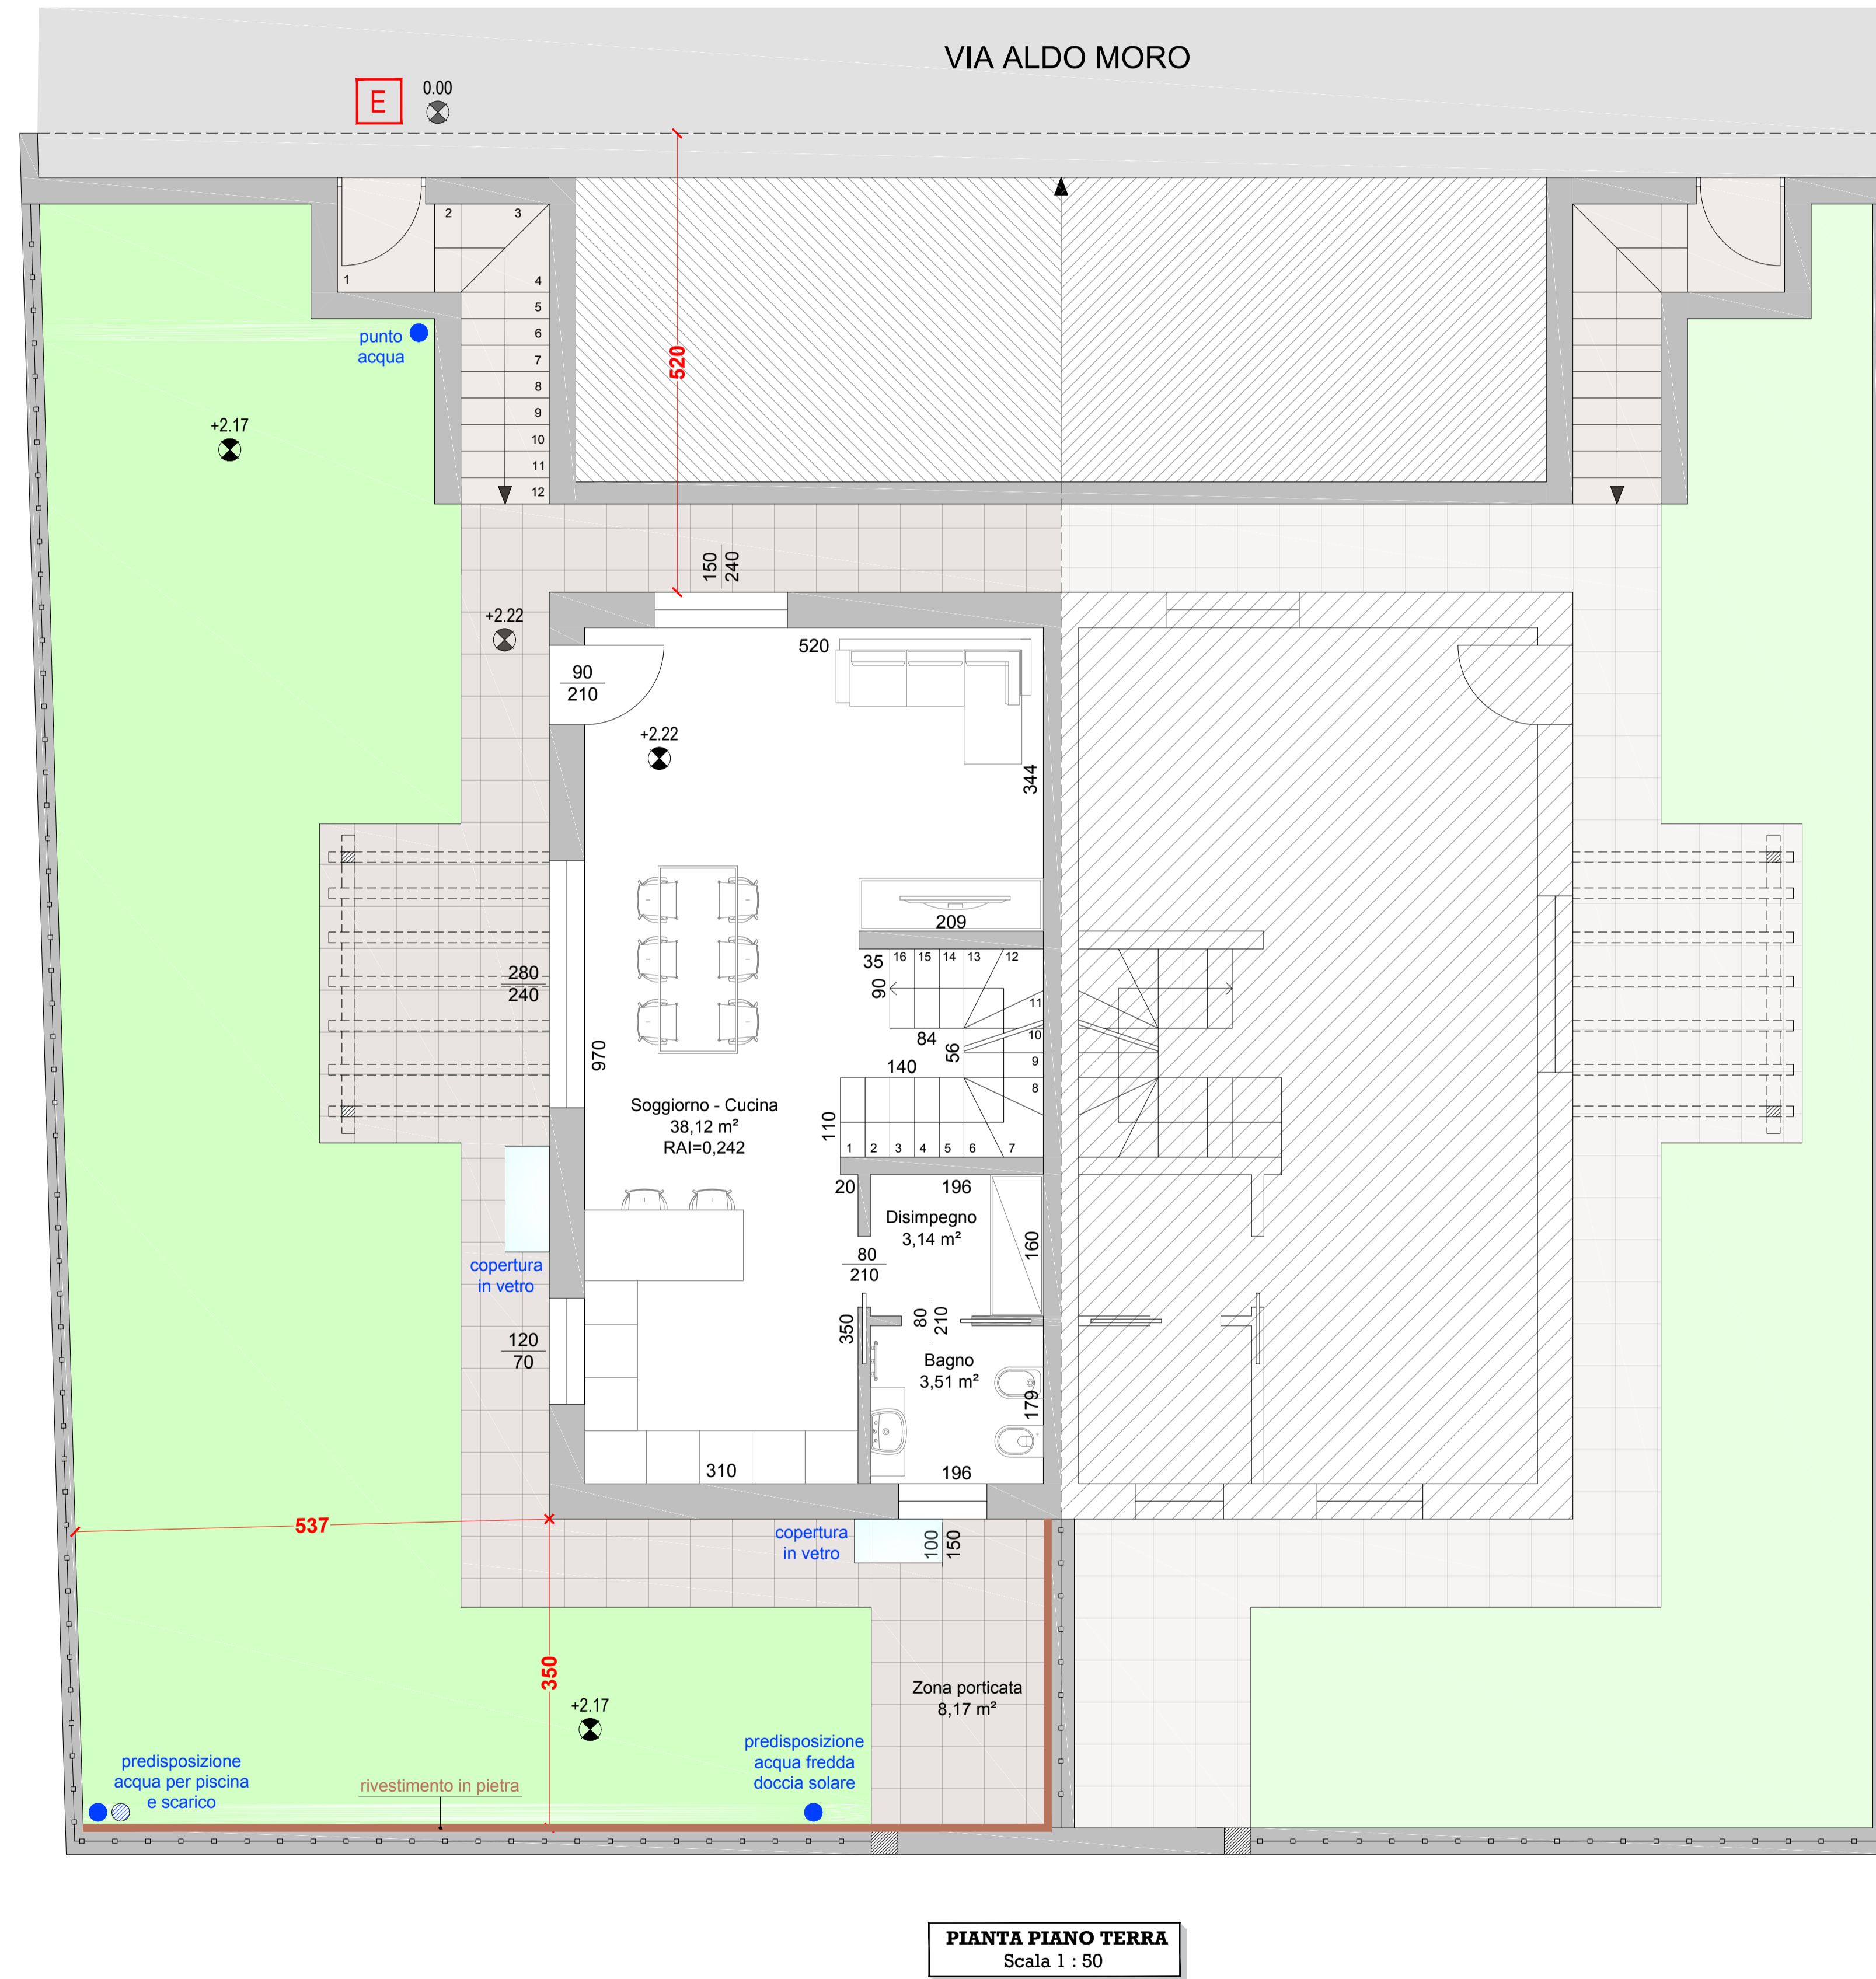 VIA ALDO MORO
E
0.00
2
3
1
4
5
6
7
8
9
10
11
12
punto
acqua
520
+2.17
150
240
+2.22
520
90
210
+2.22
344
209
35
16
15
14
13
12
90
11
280
240
84
56
10
970
140
9
8
Soggiorno - Cucina
38,12 m²
RAI=0,242
110
1
2
3
4
5
6
7
20
196
Disimpegno
3,14 m²
160
80
210
copertura
in vetro
80
210
350
120
70
Bagno
3,51 m²
179
310
196
537
copertura
in vetro
100
150
350
Zona porticata
8,17 m²
+2.17
predisposizione
acqua fredda
doccia solare
predisposizione
acqua per piscina
e scarico
rivestimento in pietra
PIANTA PIANO TERRA
Scala 1 : 50